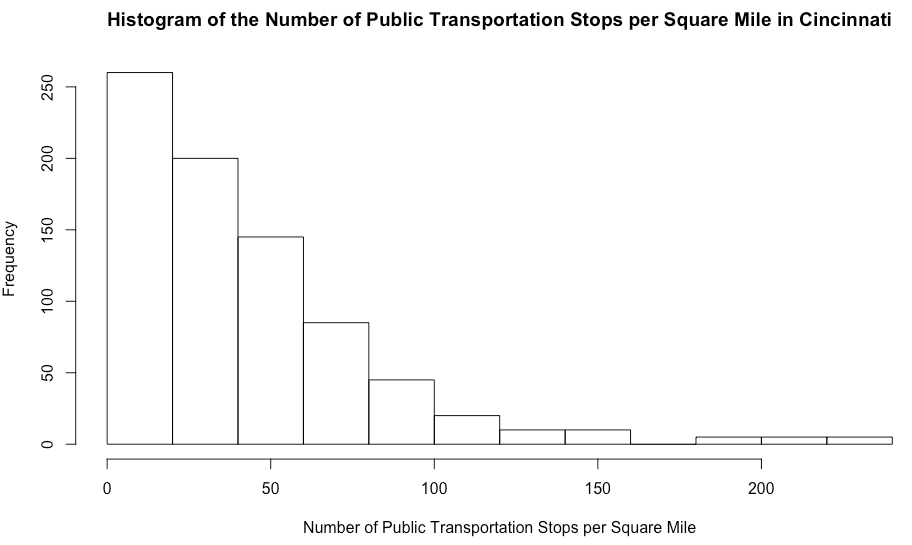 Histogram of the Number of Public Transportation Stops per Square Mile in Cincinnati
Frequency
250
200
150
100
50
0
0 50 100 150 200
Number of Public Transportation Stops per Square Mile